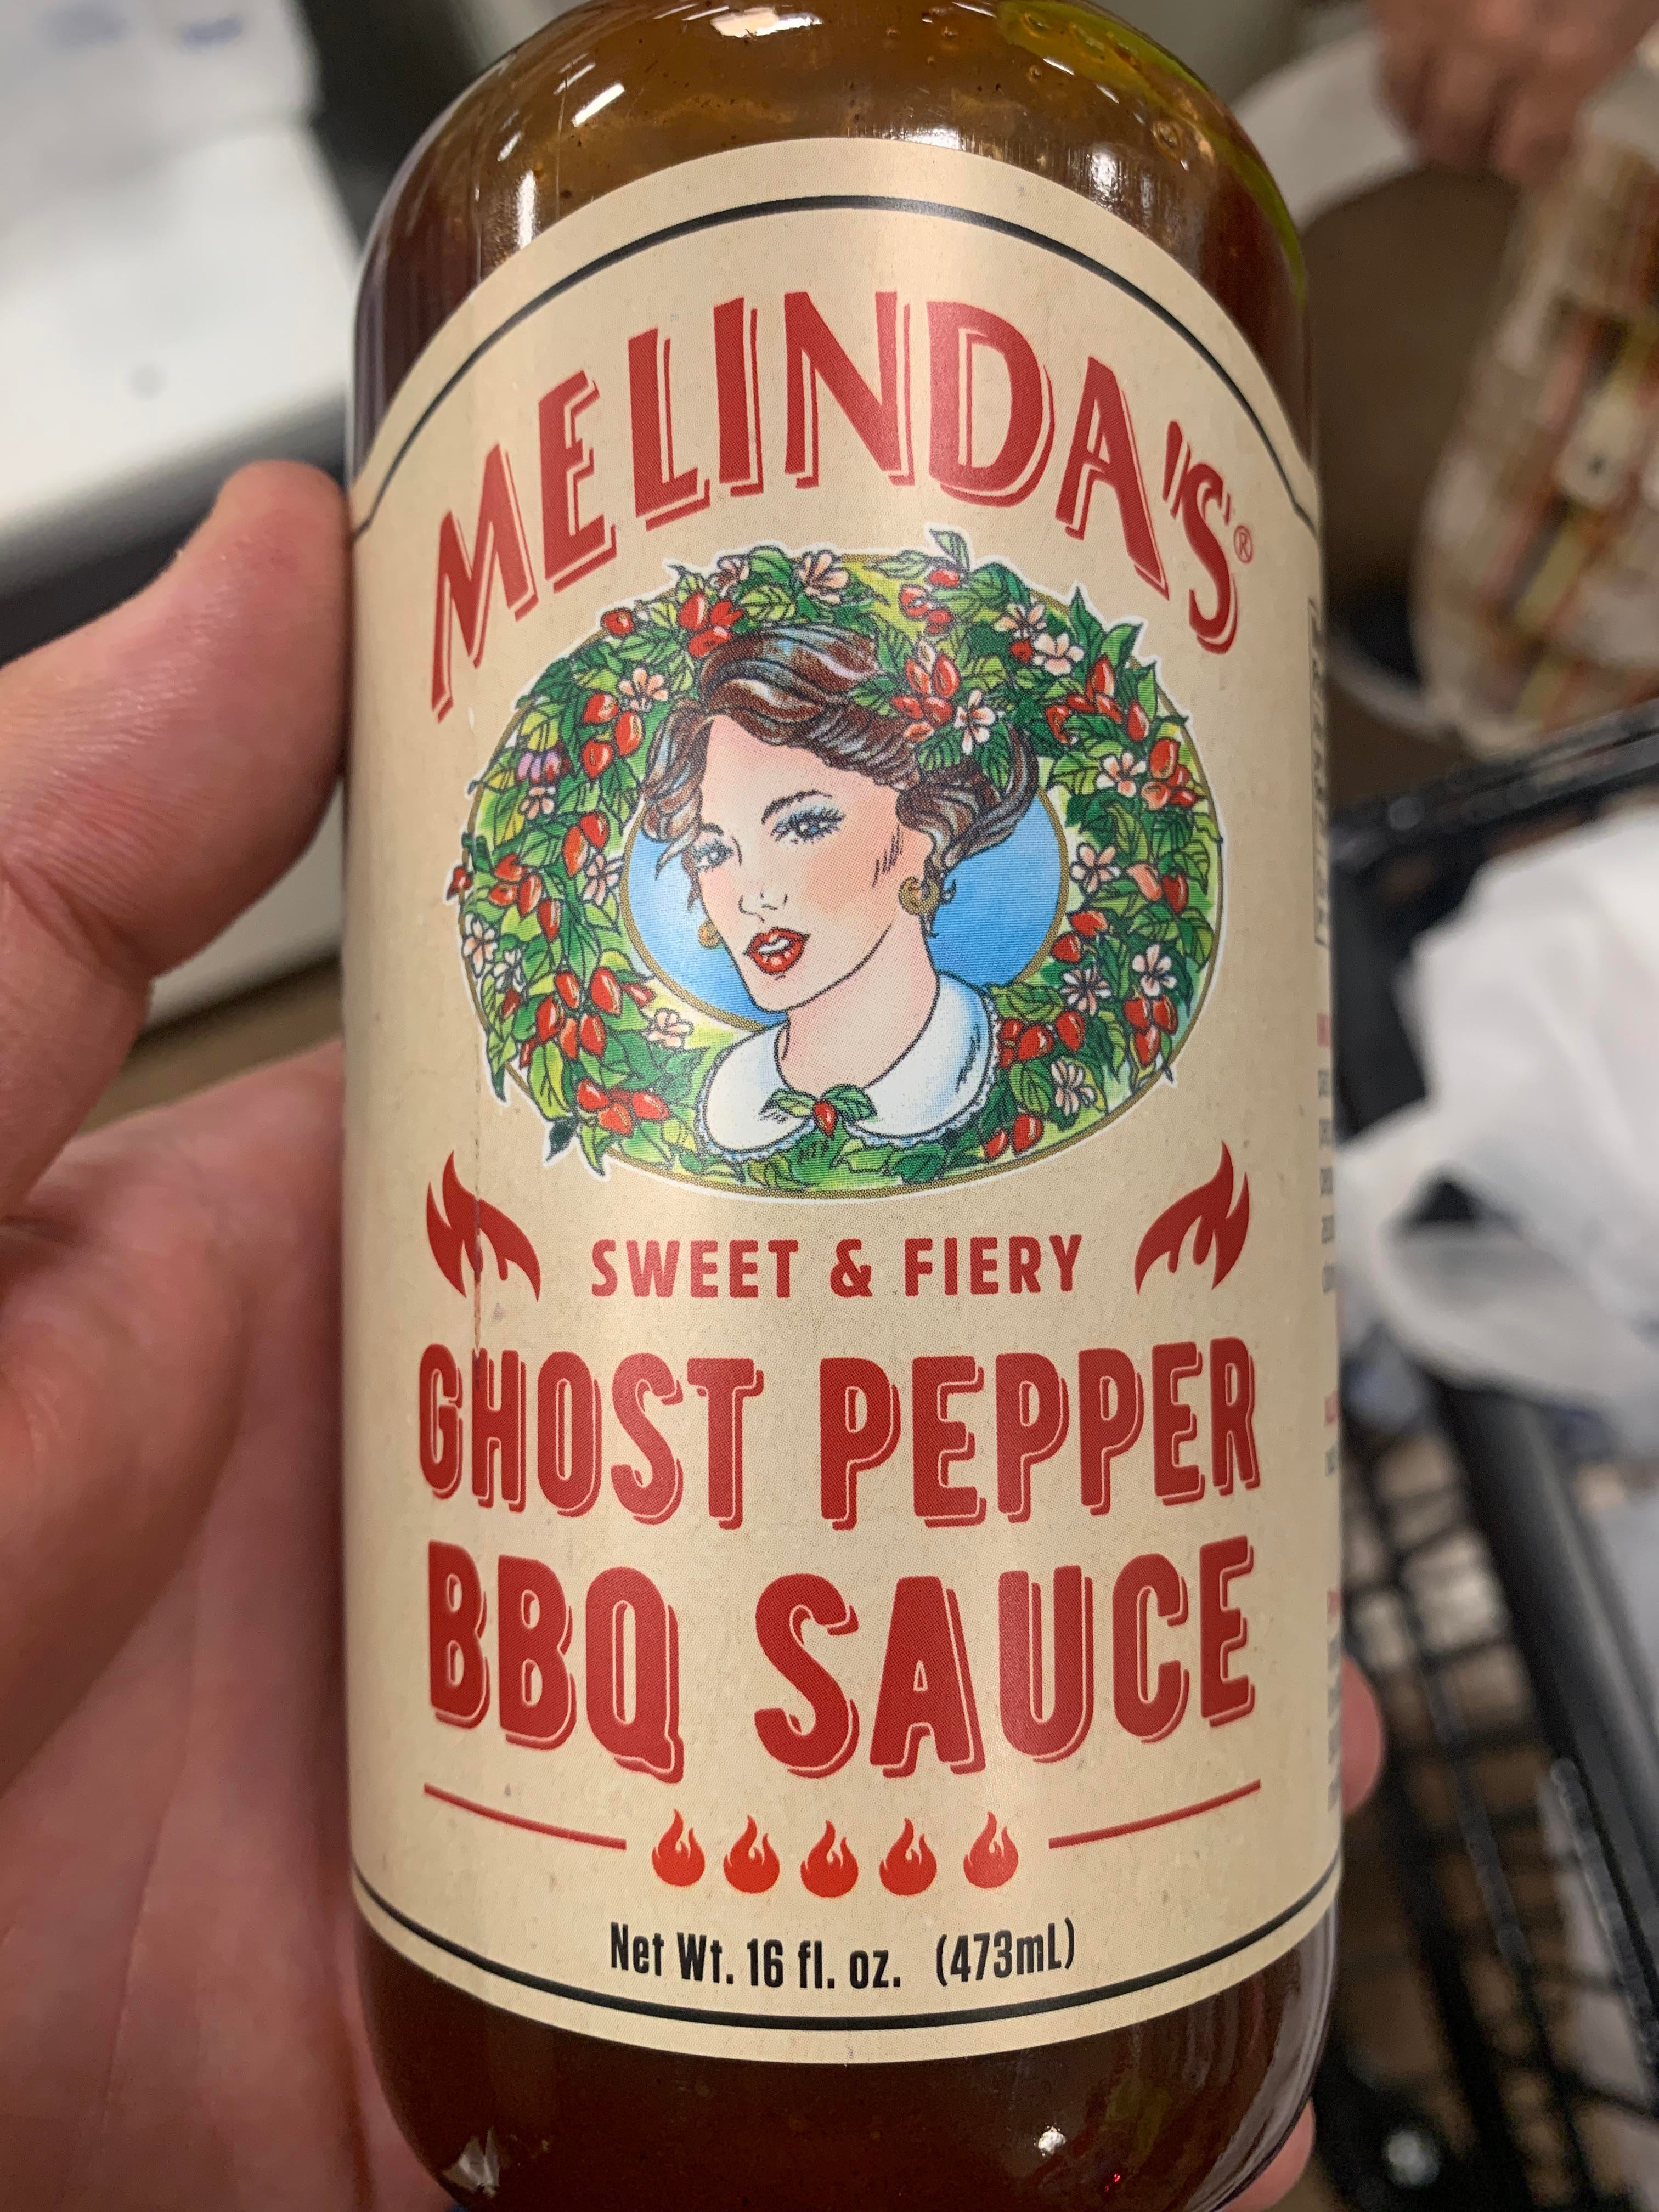 MELINDA'S®
SWEET & FIERY
GHOST PEPPER
BBQ SAUCE
Net Wt. 16 fl. oz. (473mL)